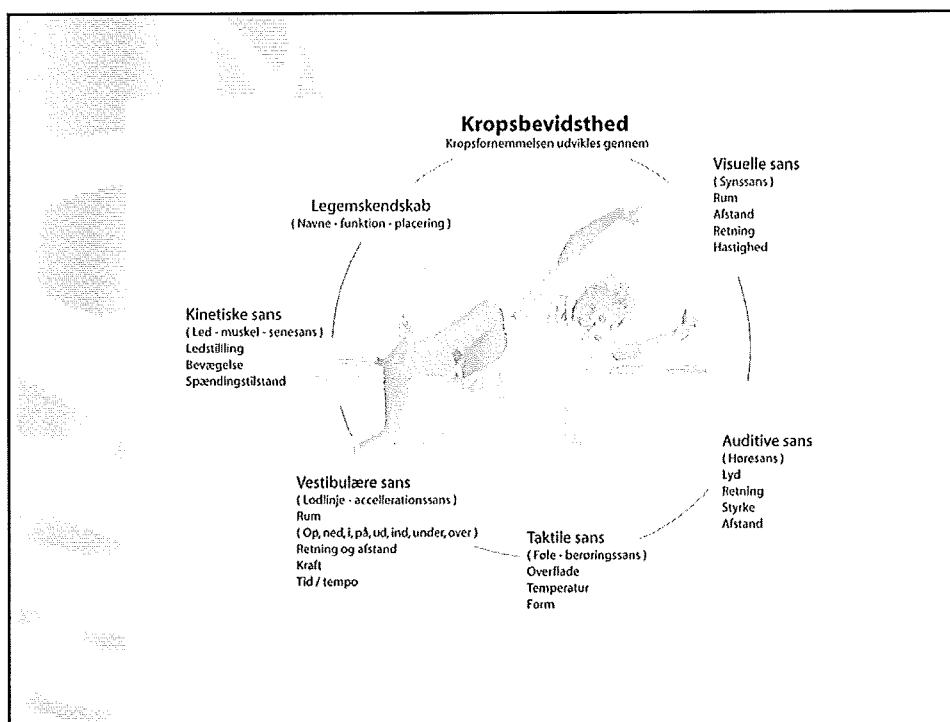 Kropsbevidsthed
Kropsfornemmelsen udvikles gennem
Visuelle sans
( Synssans )
Rum
Afstand
Retning
Hastighed
Auditive sans
( Høresans )
Lyd
Retning
Styrke
Afstand
Taktile sans
( Føle - berøringssans )
Overflade
Temperatur
Form
Vestibulære sans
( Lodlinje - accellerationssans )
Rum
( Op, ned, i, på, ud, ind, under, over )
Retning og afstand
Kraft
Tid / tempo
Kinetiske sans
( Led - muskel - senesans )
Ledstilling
Bevægelse
Spændingstilstand
Legemskendskab
( Navne - funktion - placering )